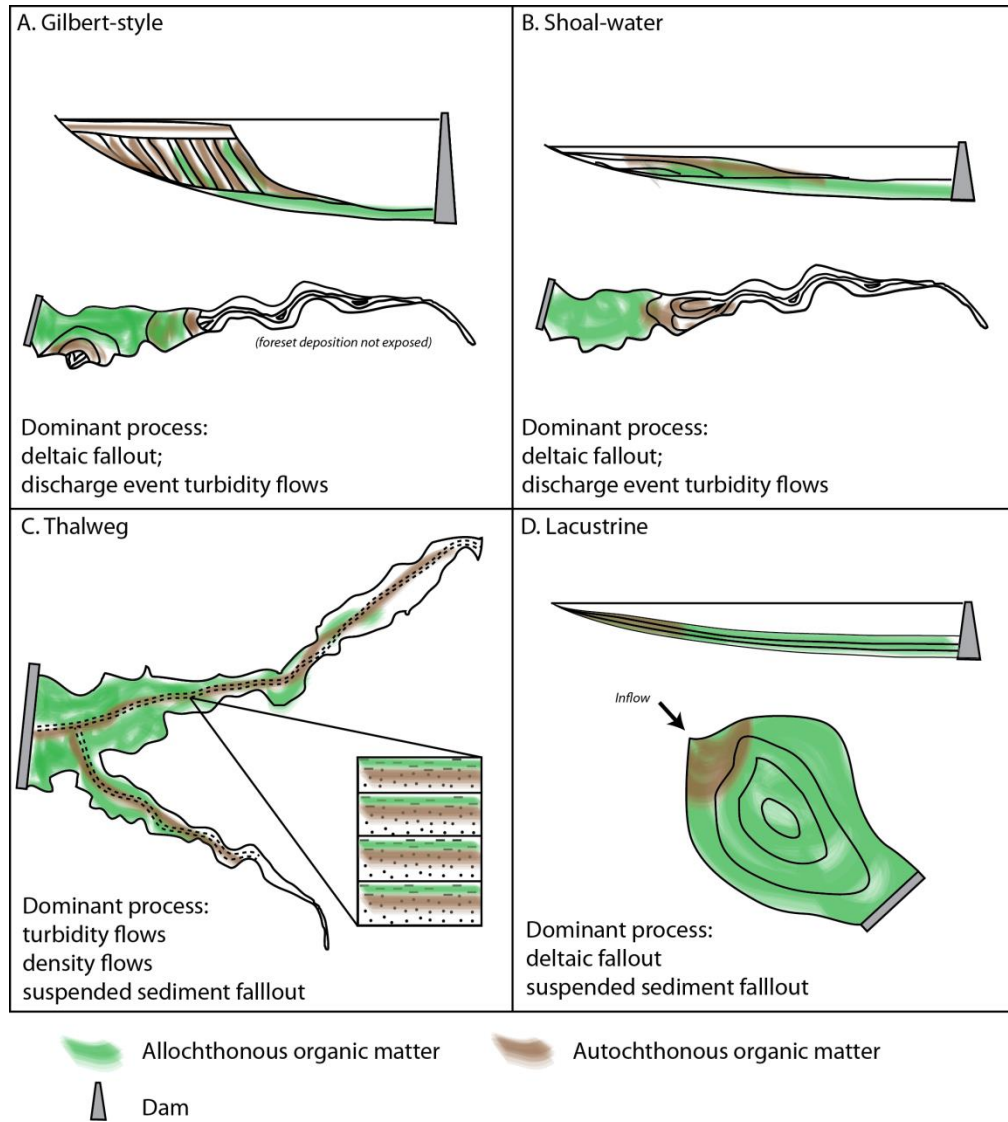 A. Gilbert-style
(foreset deposition not exposed)
Dominant process:
deltaic fallout;
discharge event turbidity flows
B. Shoal-water
Dominant process:
deltaic fallout;
discharge event turbidity flows
C. Thalweg
Dominant process:
turbidity flows
density flows
suspended sediment falllout
D. Lacustrine
Inflow
Dominant process:
deltaic fallout
suspended sediment falllout
Allochthonous organic matter
Autochthonous organic matter
Dam